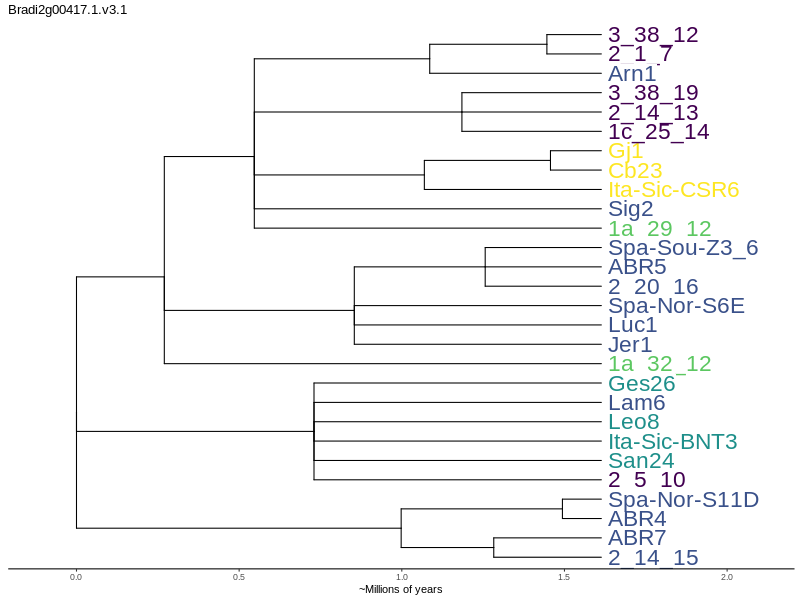 Bradi2g00417.1.v3.1
3_38_12
2_1_7
Arn1
3_38_19
2_14_13
1c_25_14
Gj1
Cb23
Ita-Sic-CSR6
Sig2
1a_29_12
Spa-Sou-Z3_6
ABR5
2_20_16
Spa-Nor-S6E
Luc1
Jer1
1a_32_12
Ges26
Lam6
Leo8
Ita-Sic-BNT3
San24
2_5_10
Spa-Nor-S11D
ABR4
ABR7
2_14_15
0.0 0.5 1.0 1.5 2.0
~Millions of years